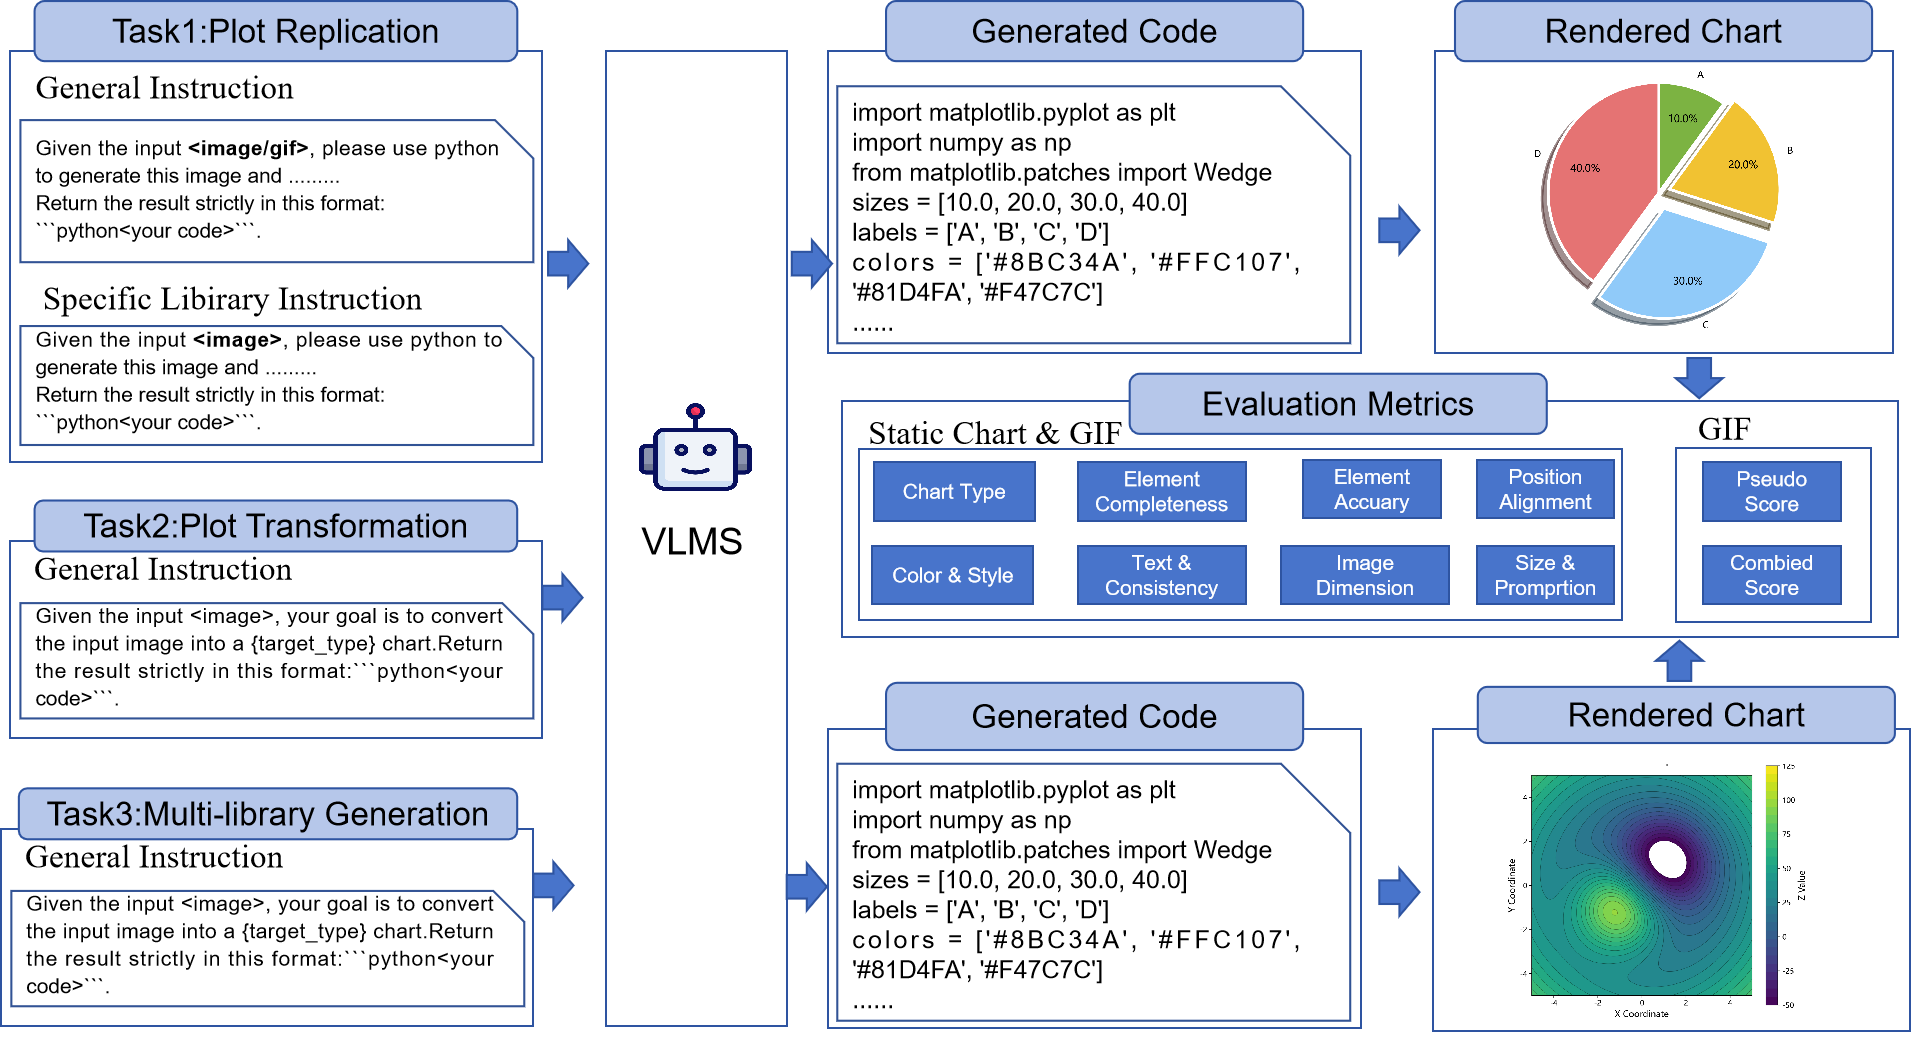 Task1:Plot Replication
General Instruction
Given the input <image/gif>, please use python
to generate this image and .........
Return the result strictly in this format:
```python<your code>```.
Specific Libirary Instruction
Given the input <image>, please use python to
generate this image and .........
Return the result strictly in this format:
```python<your code>```.
Task2:Plot Transformation
General Instruction
Given the input <image>, your goal is to convert
the input image into a {target_type} chart.Return
the result strictly in this format:```python<your
code>```.
Task3:Multi-library Generation
General Instruction
Given the input <image>, your goal is to convert
the input image into a {target_type} chart.Return
the result strictly in this format:```python<your
code>```.
VLMS
Generated Code
import matplotlib.pyplot as plt
import numpy as np
from matplotlib.patches import Wedge
sizes = [10.0, 20.0, 30.0, 40.0]
labels = ['A', 'B', 'C', 'D']
colors = ['#8BC34A', '#FFC107',
'#81D4FA', '#F47C7C']
......
Rendered Chart
A
10.0%
B
20.0%
D
40.0%
30.0%
C
Evaluation Metrics
Static Chart & GIF
Chart Type
Element
Completeness
Element
Accuary
Position
Alignment
Color & Style
Text &
Consistency
Image
Dimension
Size &
Promprtion
GIF
Pseudo
Score
Combied
Score
Generated Code
import matplotlib.pyplot as plt
import numpy as np
from matplotlib.patches import Wedge
sizes = [10.0, 20.0, 30.0, 40.0]
labels = ['A', 'B', 'C', 'D']
colors = ['#8BC34A', '#FFC107',
'#81D4FA', '#F47C7C']
......
Rendered Chart
Y Coordinate
4
2
0
-2
-4
-4
-2
0
2
4
X Coordinate
125
100
75
50
25
0
-25
-50
Z Value